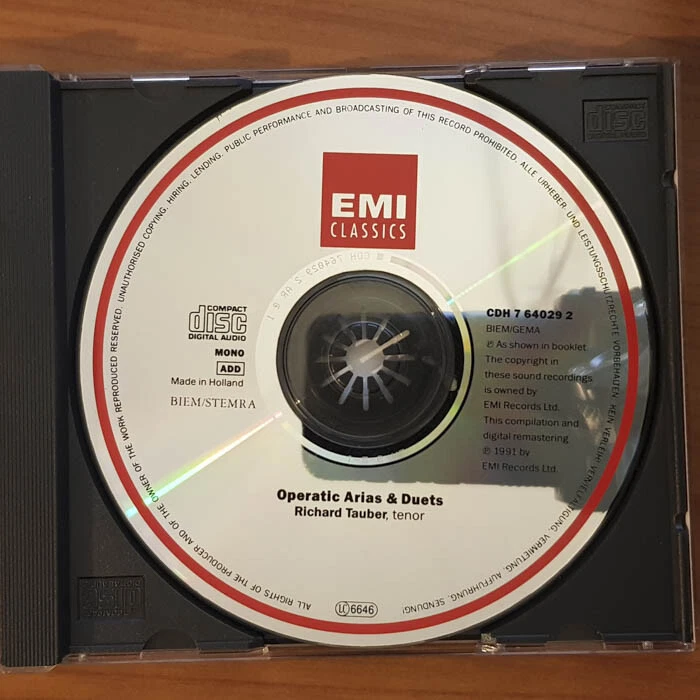 ALL RIGHTS OF THE PRODUCER AND OF THE OWNER OF THE WORK REPRODUCED RESERVED. UNAUTHORISED COPYING, HIRING, LENDING, PUBLIC PERFORMANCE AND BROADCASTING OF THIS RECORD PROHIBITED. ALLE URHEBER- UND LEISTUNGSSCHUTZRECHTE VORBEHALTEN. KEIN VERLEIH! VERVIELFÄLTIGUNG, VERMIETUNG, AUFFÜHRUNG, SENDUNG!
EMI
CLASSICS
COMPACT
disc
DIGITAL AUDIO
MONO
ADD
Made in Holland
BIEM/STEMRA
CDH 7 64029 2
BIEM/GEMA
℗ As shown in booklet
The copyright in
these sound recordings
is owned by
EMI Records Ltd.
This compilation and
digital remastering
℗ 1991 by
EMI Records Ltd.
Operatic Arias & Duets
Richard Tauber, tenor
LC 6646
COMPACT
disc